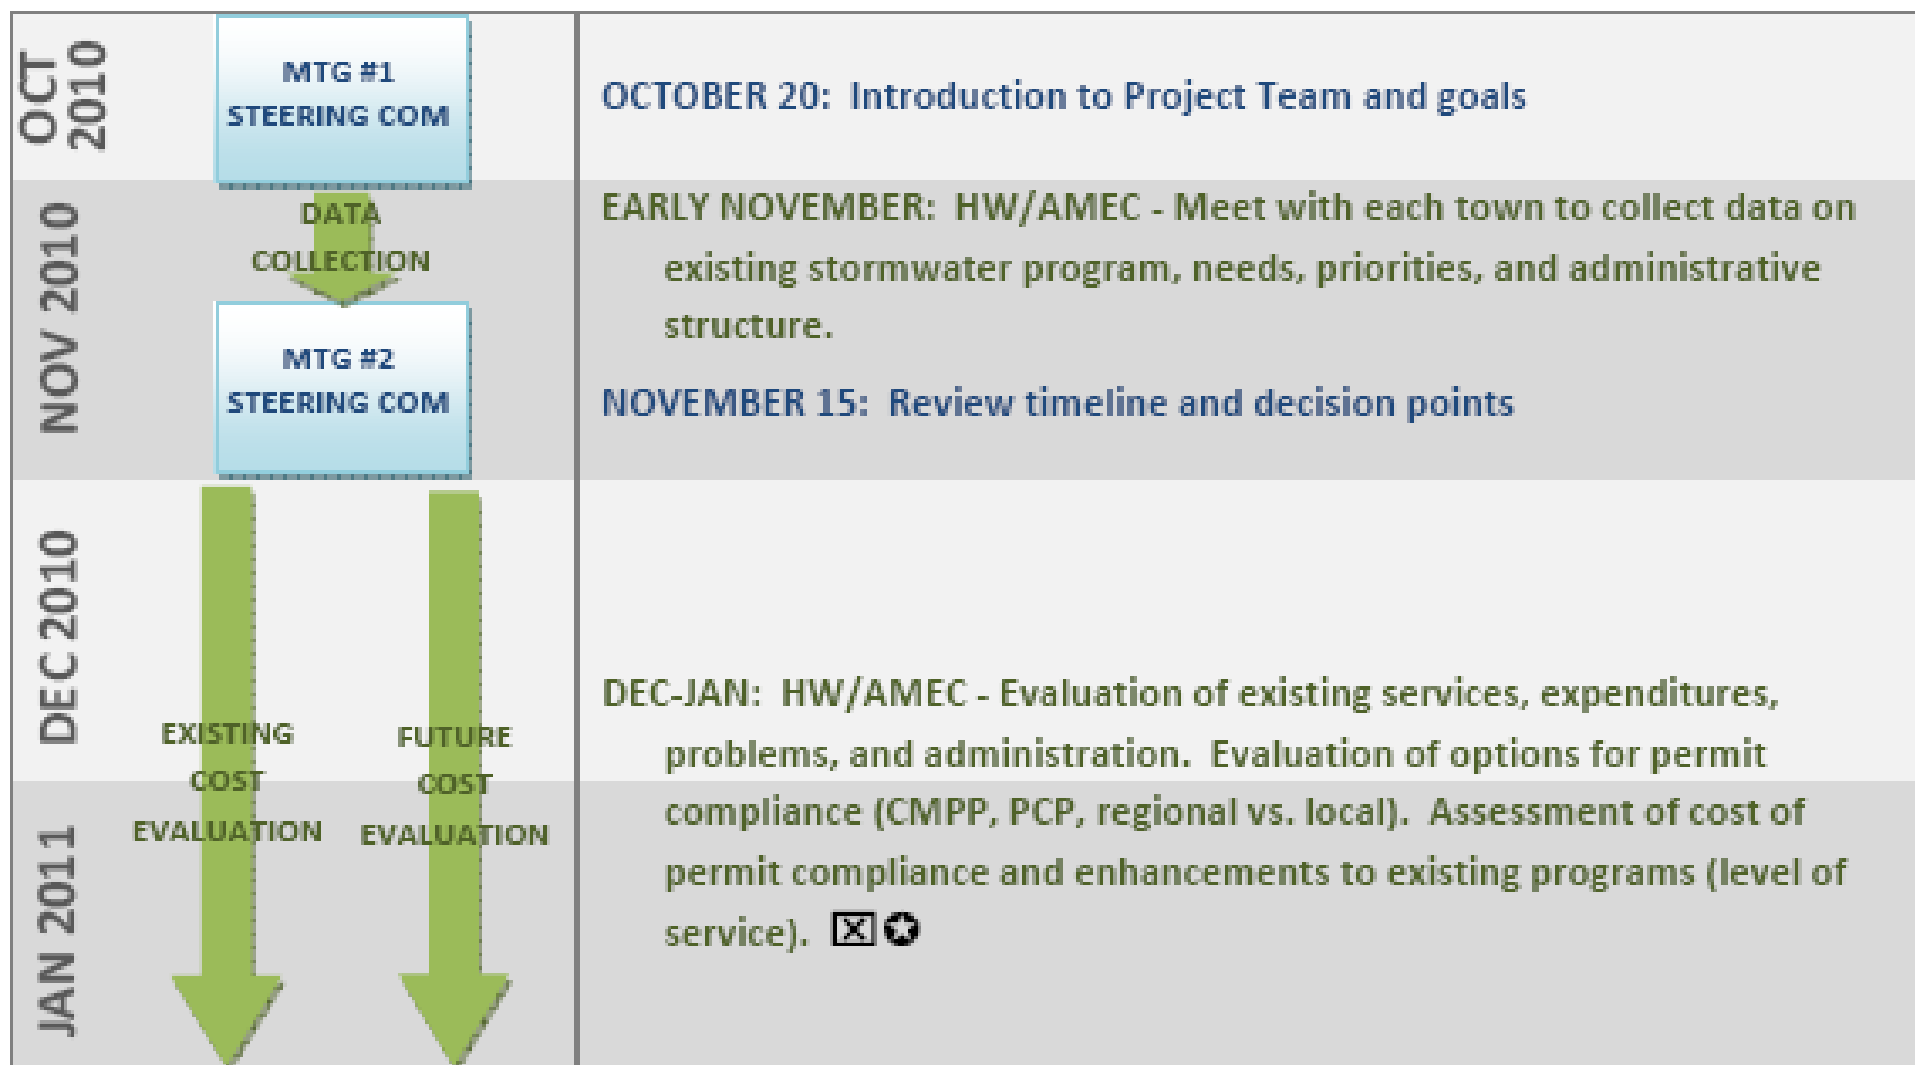 OCT
2010
MTG #1
STEERING COM
OCTOBER 20:  Introduction to Project Team and goals
NOV 2010
DATA
COLLECTION
EARLY NOVEMBER:  HW/AMEC - Meet with each town to collect data on
existing stormwater program, needs, priorities, and administrative
structure.
MTG #2
STEERING COM
NOVEMBER 15:  Review timeline and decision points
DEC 2010
JAN 2011
EXISTING
COST
EVALUATION
FUTURE
COST
EVALUATION
DEC-JAN:  HW/AMEC - Evaluation of existing services, expenditures,
problems, and administration.  Evaluation of options for permit
compliance (CMPP, PCP, regional vs. local).  Assessment of cost of
permit compliance and enhancements to existing programs (level of
service).  ☒✪